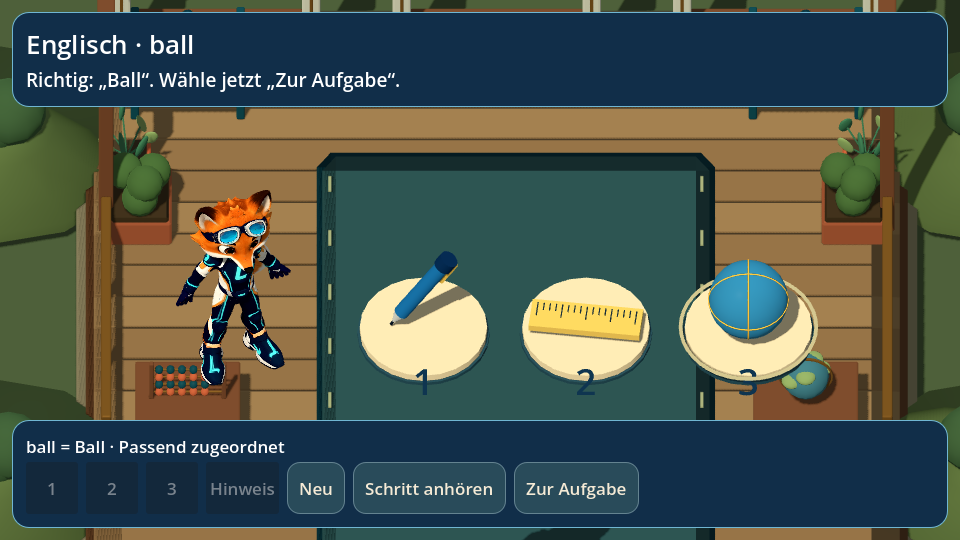 Englisch · ball
Richtig: „Ball“. Wähle jetzt „Zur Aufgabe“.
1 2 3
ball = Ball · Passend zugeordnet
1 2 3 Hinweis Neu Schritt anhören Zur Aufgabe